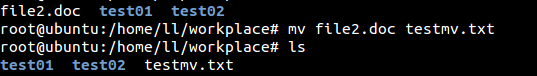 file2.doc test01 test02
root@ubuntu:/home/ll/workplace# mv file2.doc testmv.txt
root@ubuntu:/home/ll/workplace# ls
test01 test02 testmv.txt